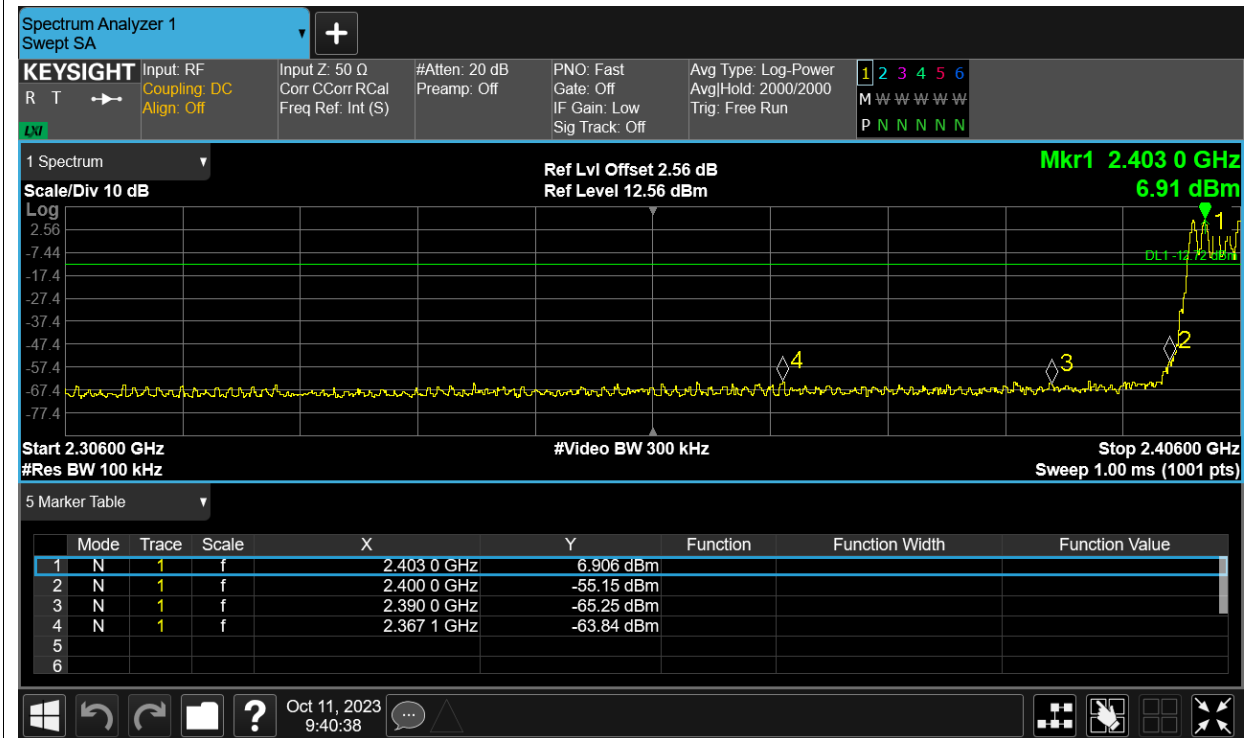 Spectrum Analyzer 1
Swept SA
KEYSIGHT
R T
LXI
Input: RF
Coupling: DC
Align: Off
Input Z: 50 Ω
Corr CCorr RCal
Freq Ref: Int (S)
#Atten: 20 dB
Preamp: Off
PNO: Fast
Gate: Off
IF Gain: Low
Sig Track: Off
Avg Type: Log-Power
Avg|Hold: 2000/2000
Trig: Free Run
1 2 3 4 5 6
M W W W W W W
P N N N N N
1 Spectrum
Scale/Div 10 dB
Ref Lvl Offset 2.56 dB
Ref Level 12.56 dBm
Mkr1 2.403 0 GHz
6.91 dBm
Log
2.56
-7.44
-17.4
-27.4
-37.4
-47.4
-57.4
-67.4
-77.4
1
DL1 -12.72 dBm
2
3
4
Start 2.30600 GHz
#Res BW 100 kHz
#Video BW 300 kHz
Stop 2.40600 GHz
Sweep 1.00 ms (1001 pts)
5 Marker Table
Mode Trace Scale X Y Function Function Width Function Value
1 N 1 f 2.403 0 GHz 6.906 dBm
2 N 1 f 2.400 0 GHz -55.15 dBm
3 N 1 f 2.390 0 GHz -65.25 dBm
4 N 1 f 2.367 1 GHz -63.84 dBm
5
6
?
Oct 11, 2023
9:40:38